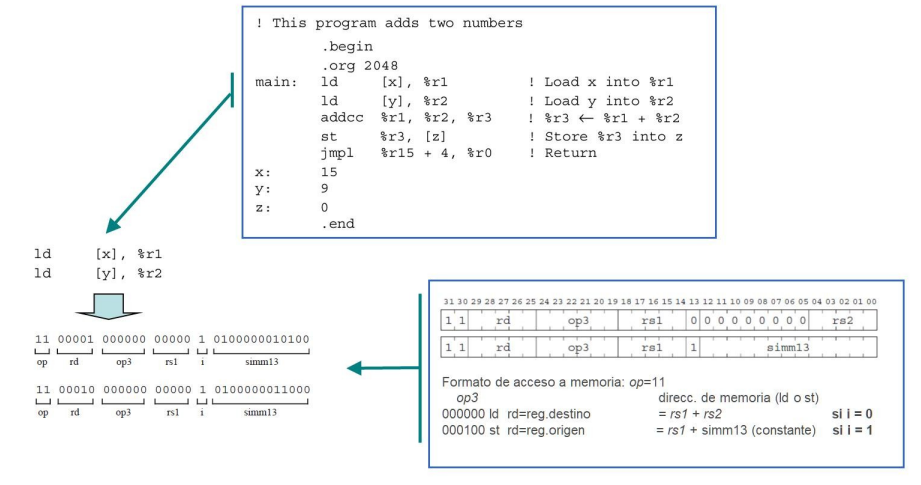 ! This program adds two numbers
.begin
.org 2048
main: ld [x], %r1 ! Load x into %r1
ld [y], %r2 ! Load y into %r2
addcc %r1, %r2, %r3 ! %r3 ← %r1 + %r2
st %r3, [z] ! Store %r3 into z
jmpl %r15 + 4, %r0 ! Return
x: 15
y: 9
z: 0
.end
ld [x], %r1
ld [y], %r2
11 00001 000000 00000 1 0100000010100
op rd op3 rs1 i simm13
11 00010 000000 00000 1 0100000011000
op rd op3 rs1 i simm13
31 30 29 28 27 26 25 24 23 22 21 20 19 18 17 16 15 14 13 12 11 10 09 08 07 06 05 04 03 02 01 00
1 1 rd op3 rs1 0 0 0 0 0 0 0 0 0 rs2
1 1 rd op3 rs1 1 simm13
Formato de acceso a memoria: op=11
op3 direcc. de memoria (ld o st)
000000 ld rd=reg.destino = rs1 + rs2 si i = 0
000100 st rd=reg.origen = rs1 + simm13 (constante) si i = 1